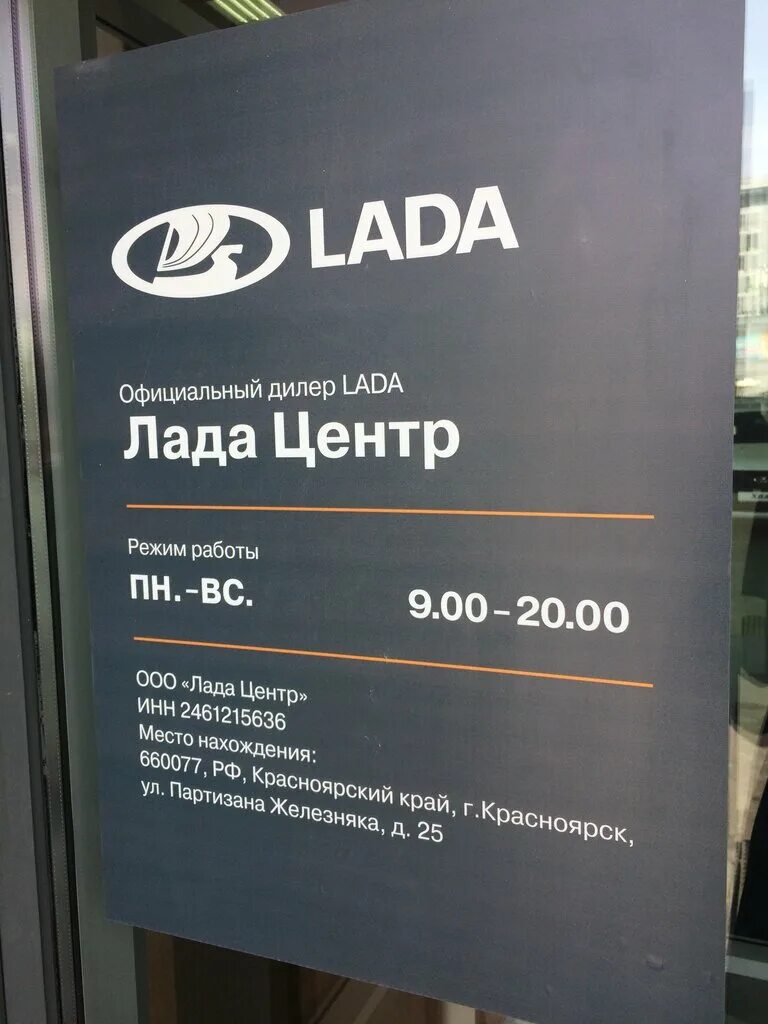 LADA
Официальный дилер LADA
Лада Центр
Режим работы
ПН.-ВС. 9.00-20.00
ООО «Лада Центр»
ИНН 2461215636
Место нахождения:
660077, РФ, Красноярский край, г.Красноярск,
ул. Партизана Железняка, д. 25